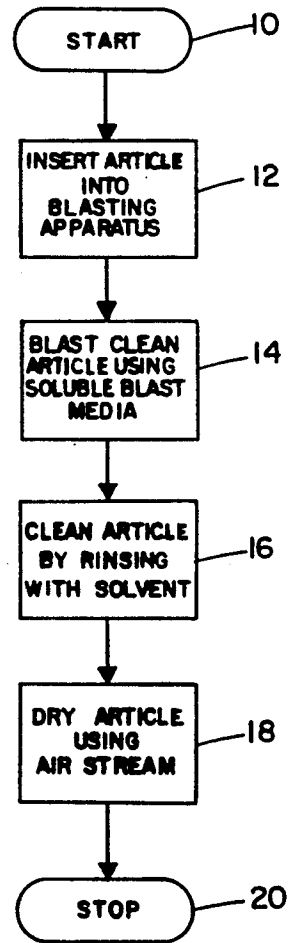 START
10
INSERT ARTICLE
INTO
BLASTING
APPARATUS
12
BLAST CLEAN
ARTICLE USING
SOLUBLE BLAST
MEDIA
14
CLEAN ARTICLE
BY RINSING
WITH SOLVENT
16
DRY ARTICLE
USING
AIR STREAM
18
STOP
20